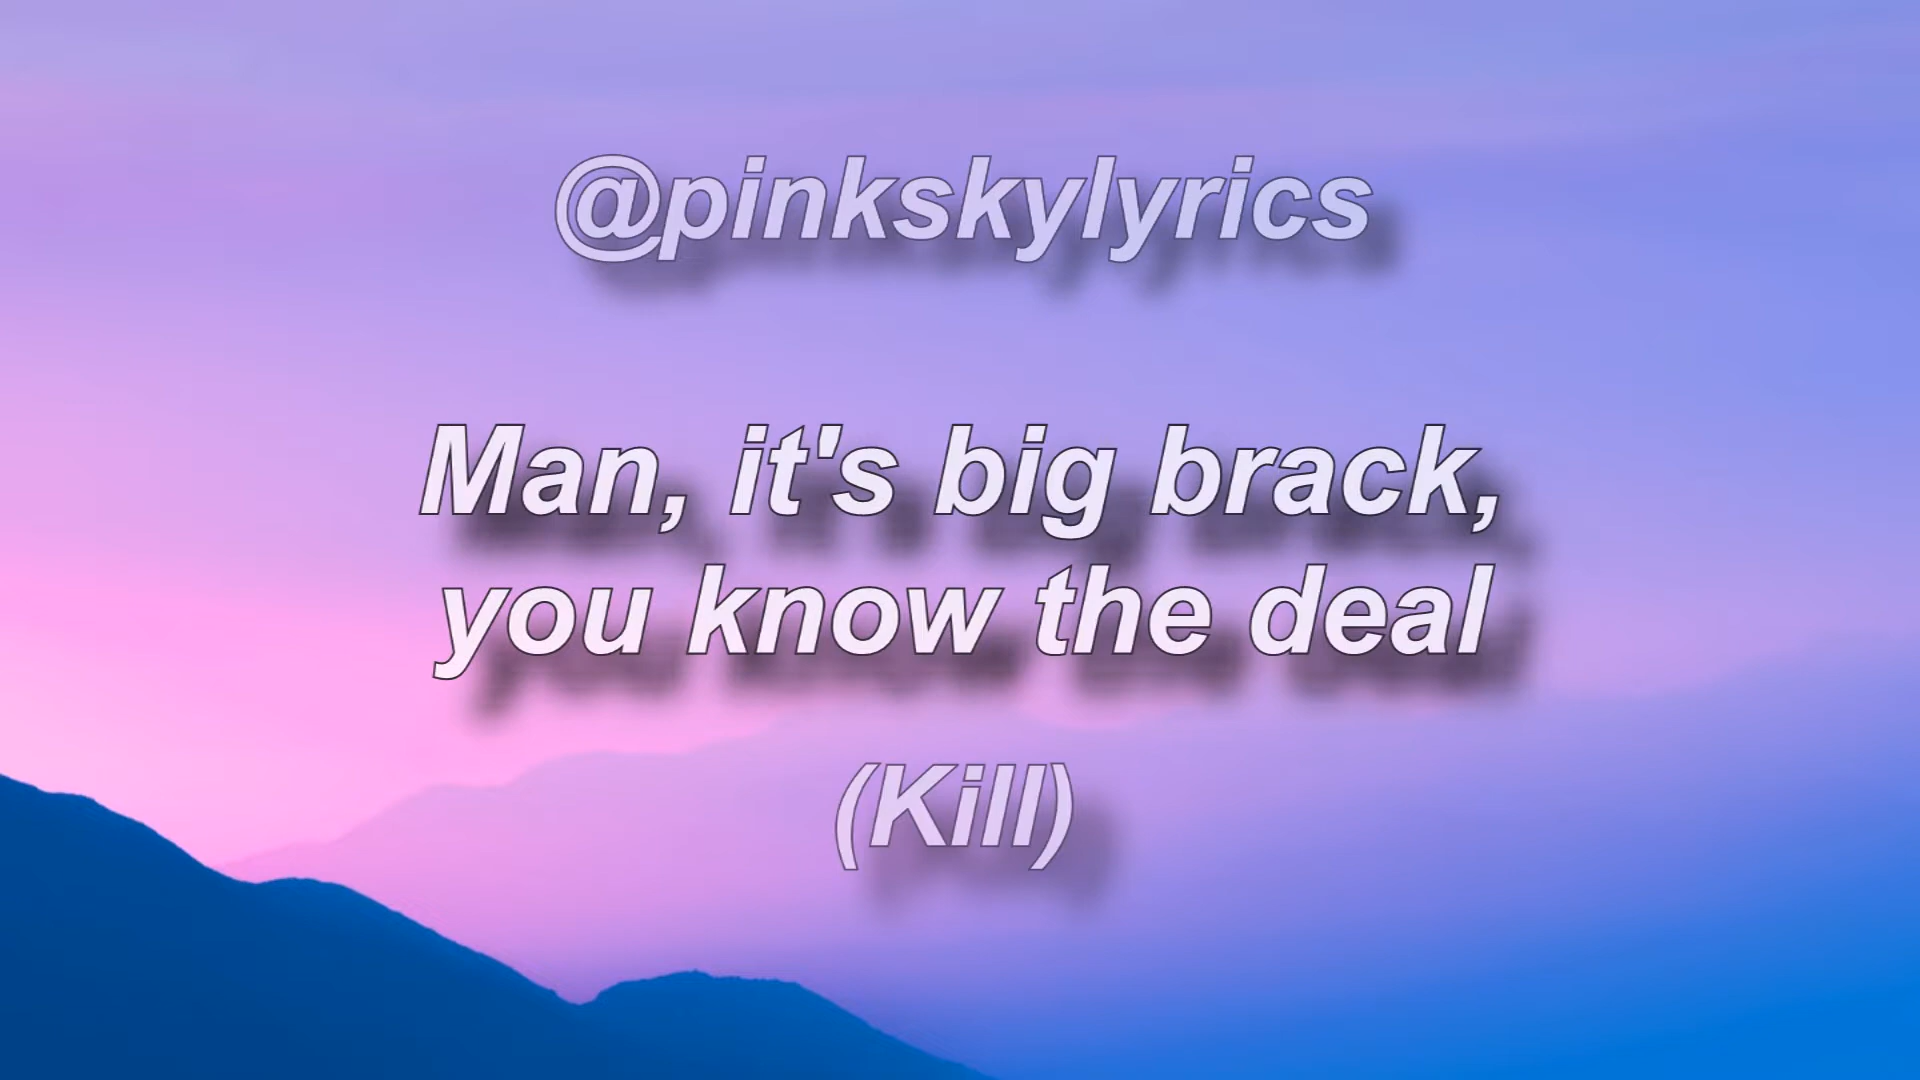 @pinkskylyrics
Man, it's big brack,
you know the deal
(Kill)